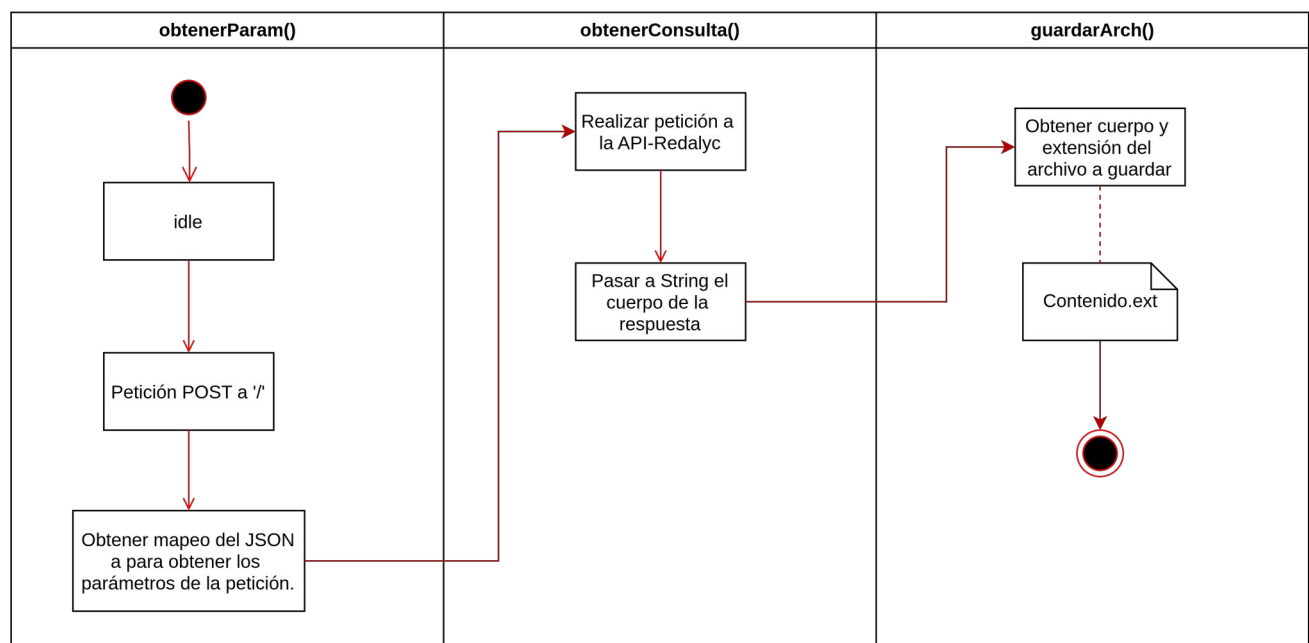 obtenerParam()
obtenerConsulta()
guardarArch()
idle
Petición POST a '/'
Obtener mapeo del JSON
a para obtener los
parámetros de la petición.
Realizar petición a
la API-Redalyc
Pasar a String el
cuerpo de la
respuesta
Obtener cuerpo y
extensión del
archivo a guardar
Contenido.ext